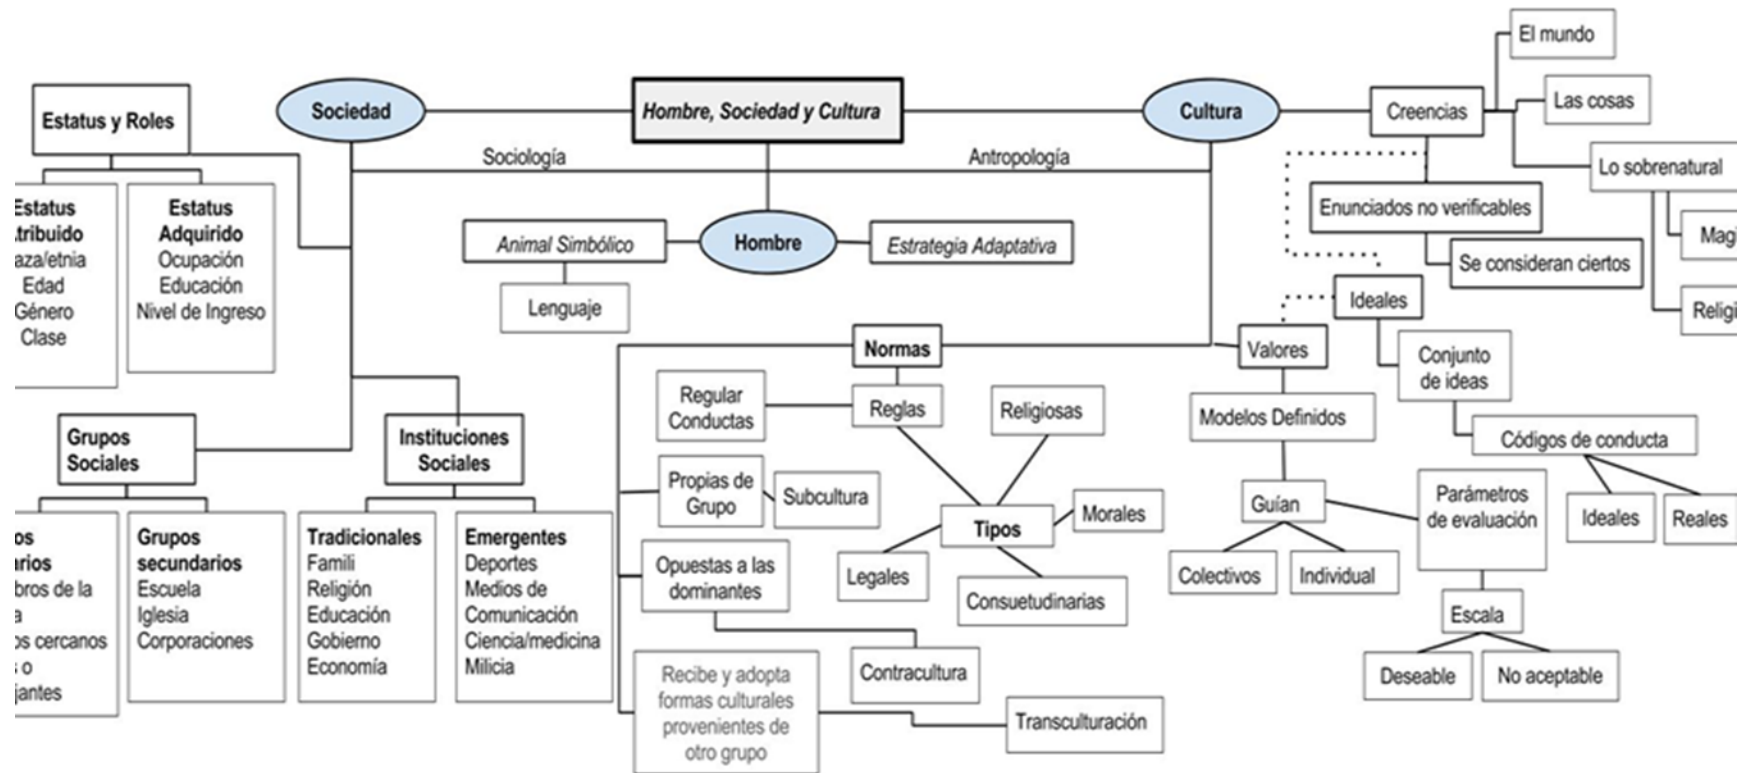 Hombre, Sociedad y Cultura
Sociedad
Cultura
Sociología
Antropología
Estatus y Roles
Estatus
Edad
Género
Clase
Estatus
Adquirido
Ocupación
Educación
Nivel de Ingreso
Grupos
Sociales
cercanos
o
Grupos
secundarios
Escuela
Iglesia
Corporaciones
Instituciones
Sociales
Tradicionales
Famili
Religión
Educación
Gobierno
Economía
Emergentes
Deportes
Medios de
Comunicación
Ciencia/medicina
Milicia
Hombre
Animal Simbólico
Lenguaje
Estrategia Adaptativa
Normas
Reglas
Regular
Conductas
Propias de
Grupo
Subcultura
Opuestas a las
dominantes
Contracultura
Recibe y adopta
formas culturales
provenientes de
otro grupo
Transculturación
Tipos
Religiosas
Morales
Legales
Consuetudinarias
Creencias
El mundo
Las cosas
Lo sobrenatural
Magi
Religi
Enunciados no verificables
Se consideran ciertos
Ideales
Conjunto
de ideas
Códigos de conducta
Ideales
Reales
Valores
Modelos Definidos
Guían
Colectivos
Individual
Parámetros
de evaluación
Escala
Deseable
No aceptable